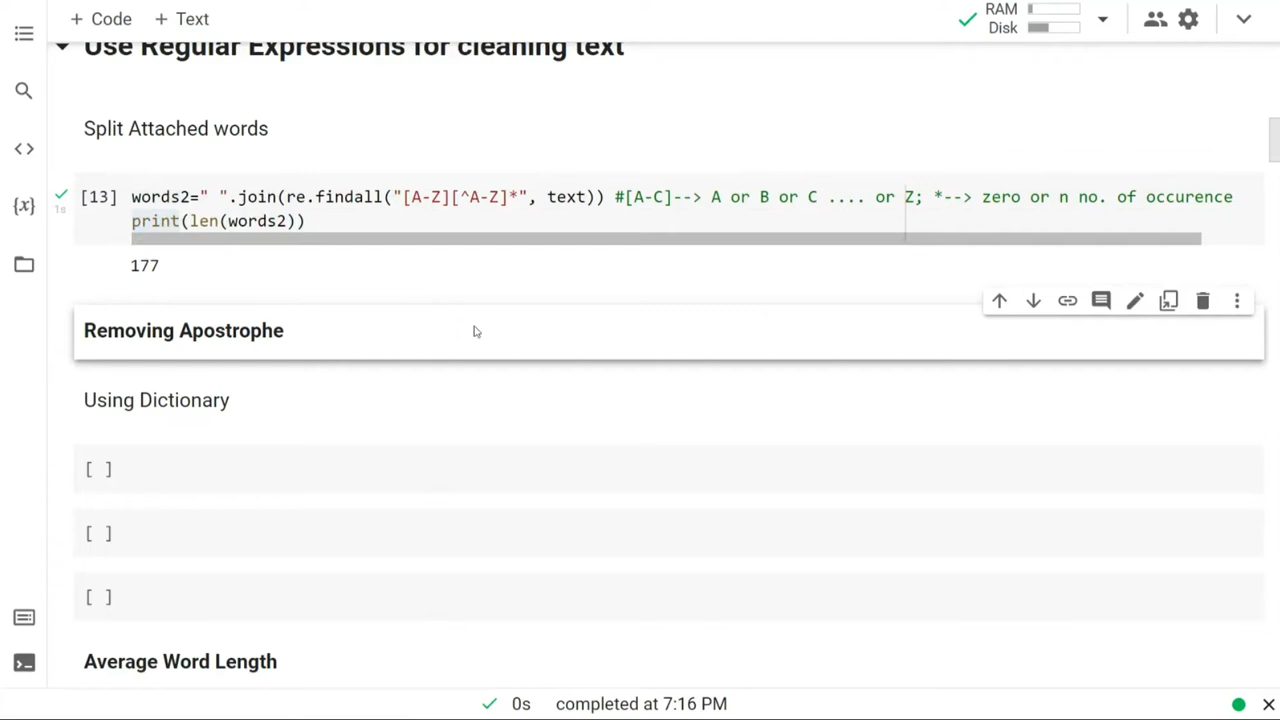 + Code + Text
RAM
Disk
Use Regular Expressions for cleaning text
Split Attached words
[13] words2=" ".join(re.findall("[A-Z][^A-Z]*", text)) #[A-C]--> A or B or C .... or Z; *--> zero or n no. of occurence
1s
print(len(words2))
177
Removing Apostrophe
Using Dictionary
[ ]
[ ]
[ ]
Average Word Length
0s completed at 7:16 PM